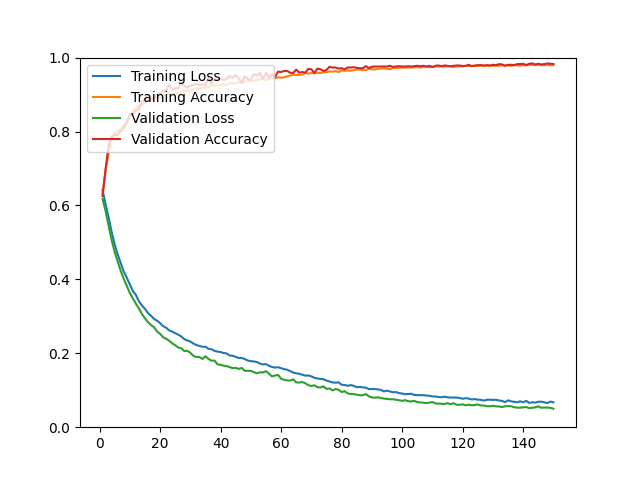 1.0
0.8
0.6
0.4
0.2
0.0
Training Loss
Training Accuracy
Validation Loss
Validation Accuracy
0 20 40 60 80 100 120 140